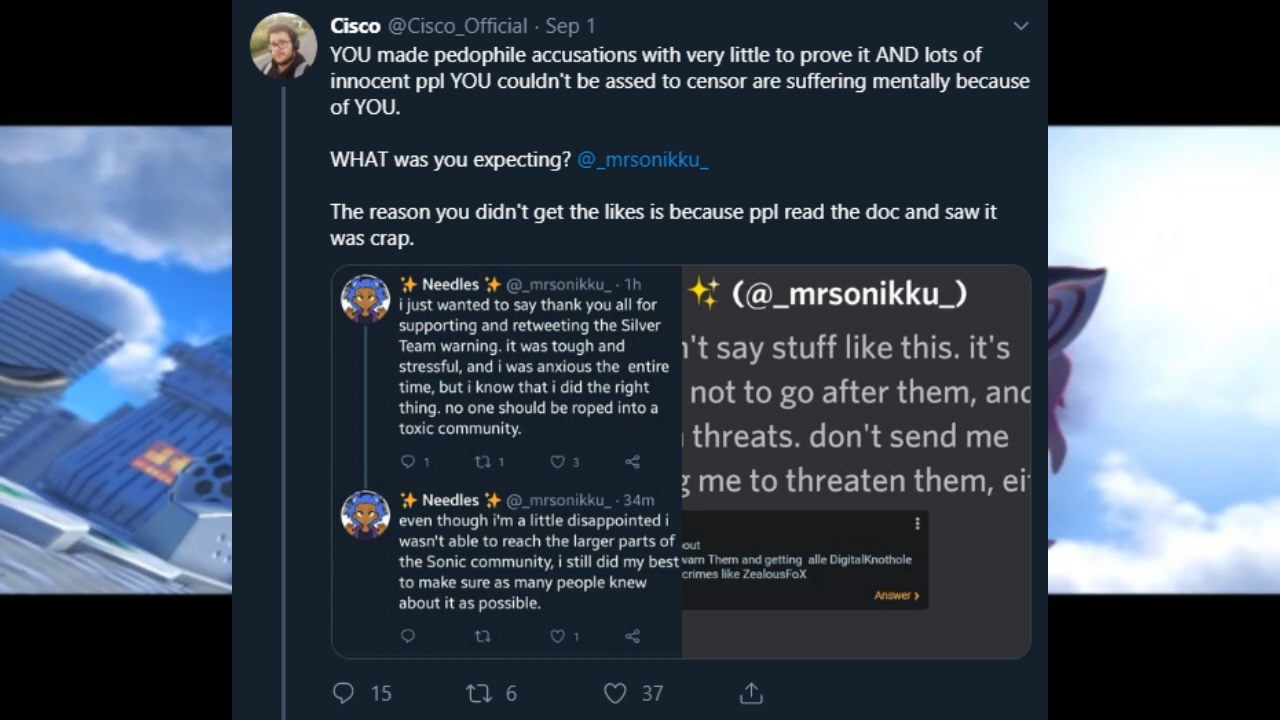 Cisco @Cisco_Official · Sep 1
YOU made pedophile accusations with very little to prove it AND lots of
innocent ppl YOU couldn't be assed to censor are suffering mentally because
of YOU.
WHAT was you expecting? @_mrsonikku_
The reason you didn't get the likes is because ppl read the doc and saw it
was crap.
✨ Needles ✨ @_mrsonikku_ · 1h
i just wanted to say thank you all for
supporting and retweeting the Silver
Team warning. it was tough and
stressful, and i was anxious the entire
time, but i know that i did the right
thing. no one should be roped into a
toxic community.
1 1 3
✨ Needles ✨ @_mrsonikku_ · 34m
even though i'm a little disappointed i
wasn't able to reach the larger parts of
the Sonic community, i still did my best
to make sure as many people knew
about it as possible.
1
✨ (@_mrsonikku_)
n't say stuff like this. it's
not to go after them, and
threats. don't send me
g me to threaten them, ei
out
warn Them and getting alle DigitalKnothole
crimes like ZealousFoX
Answer >
15 6 37